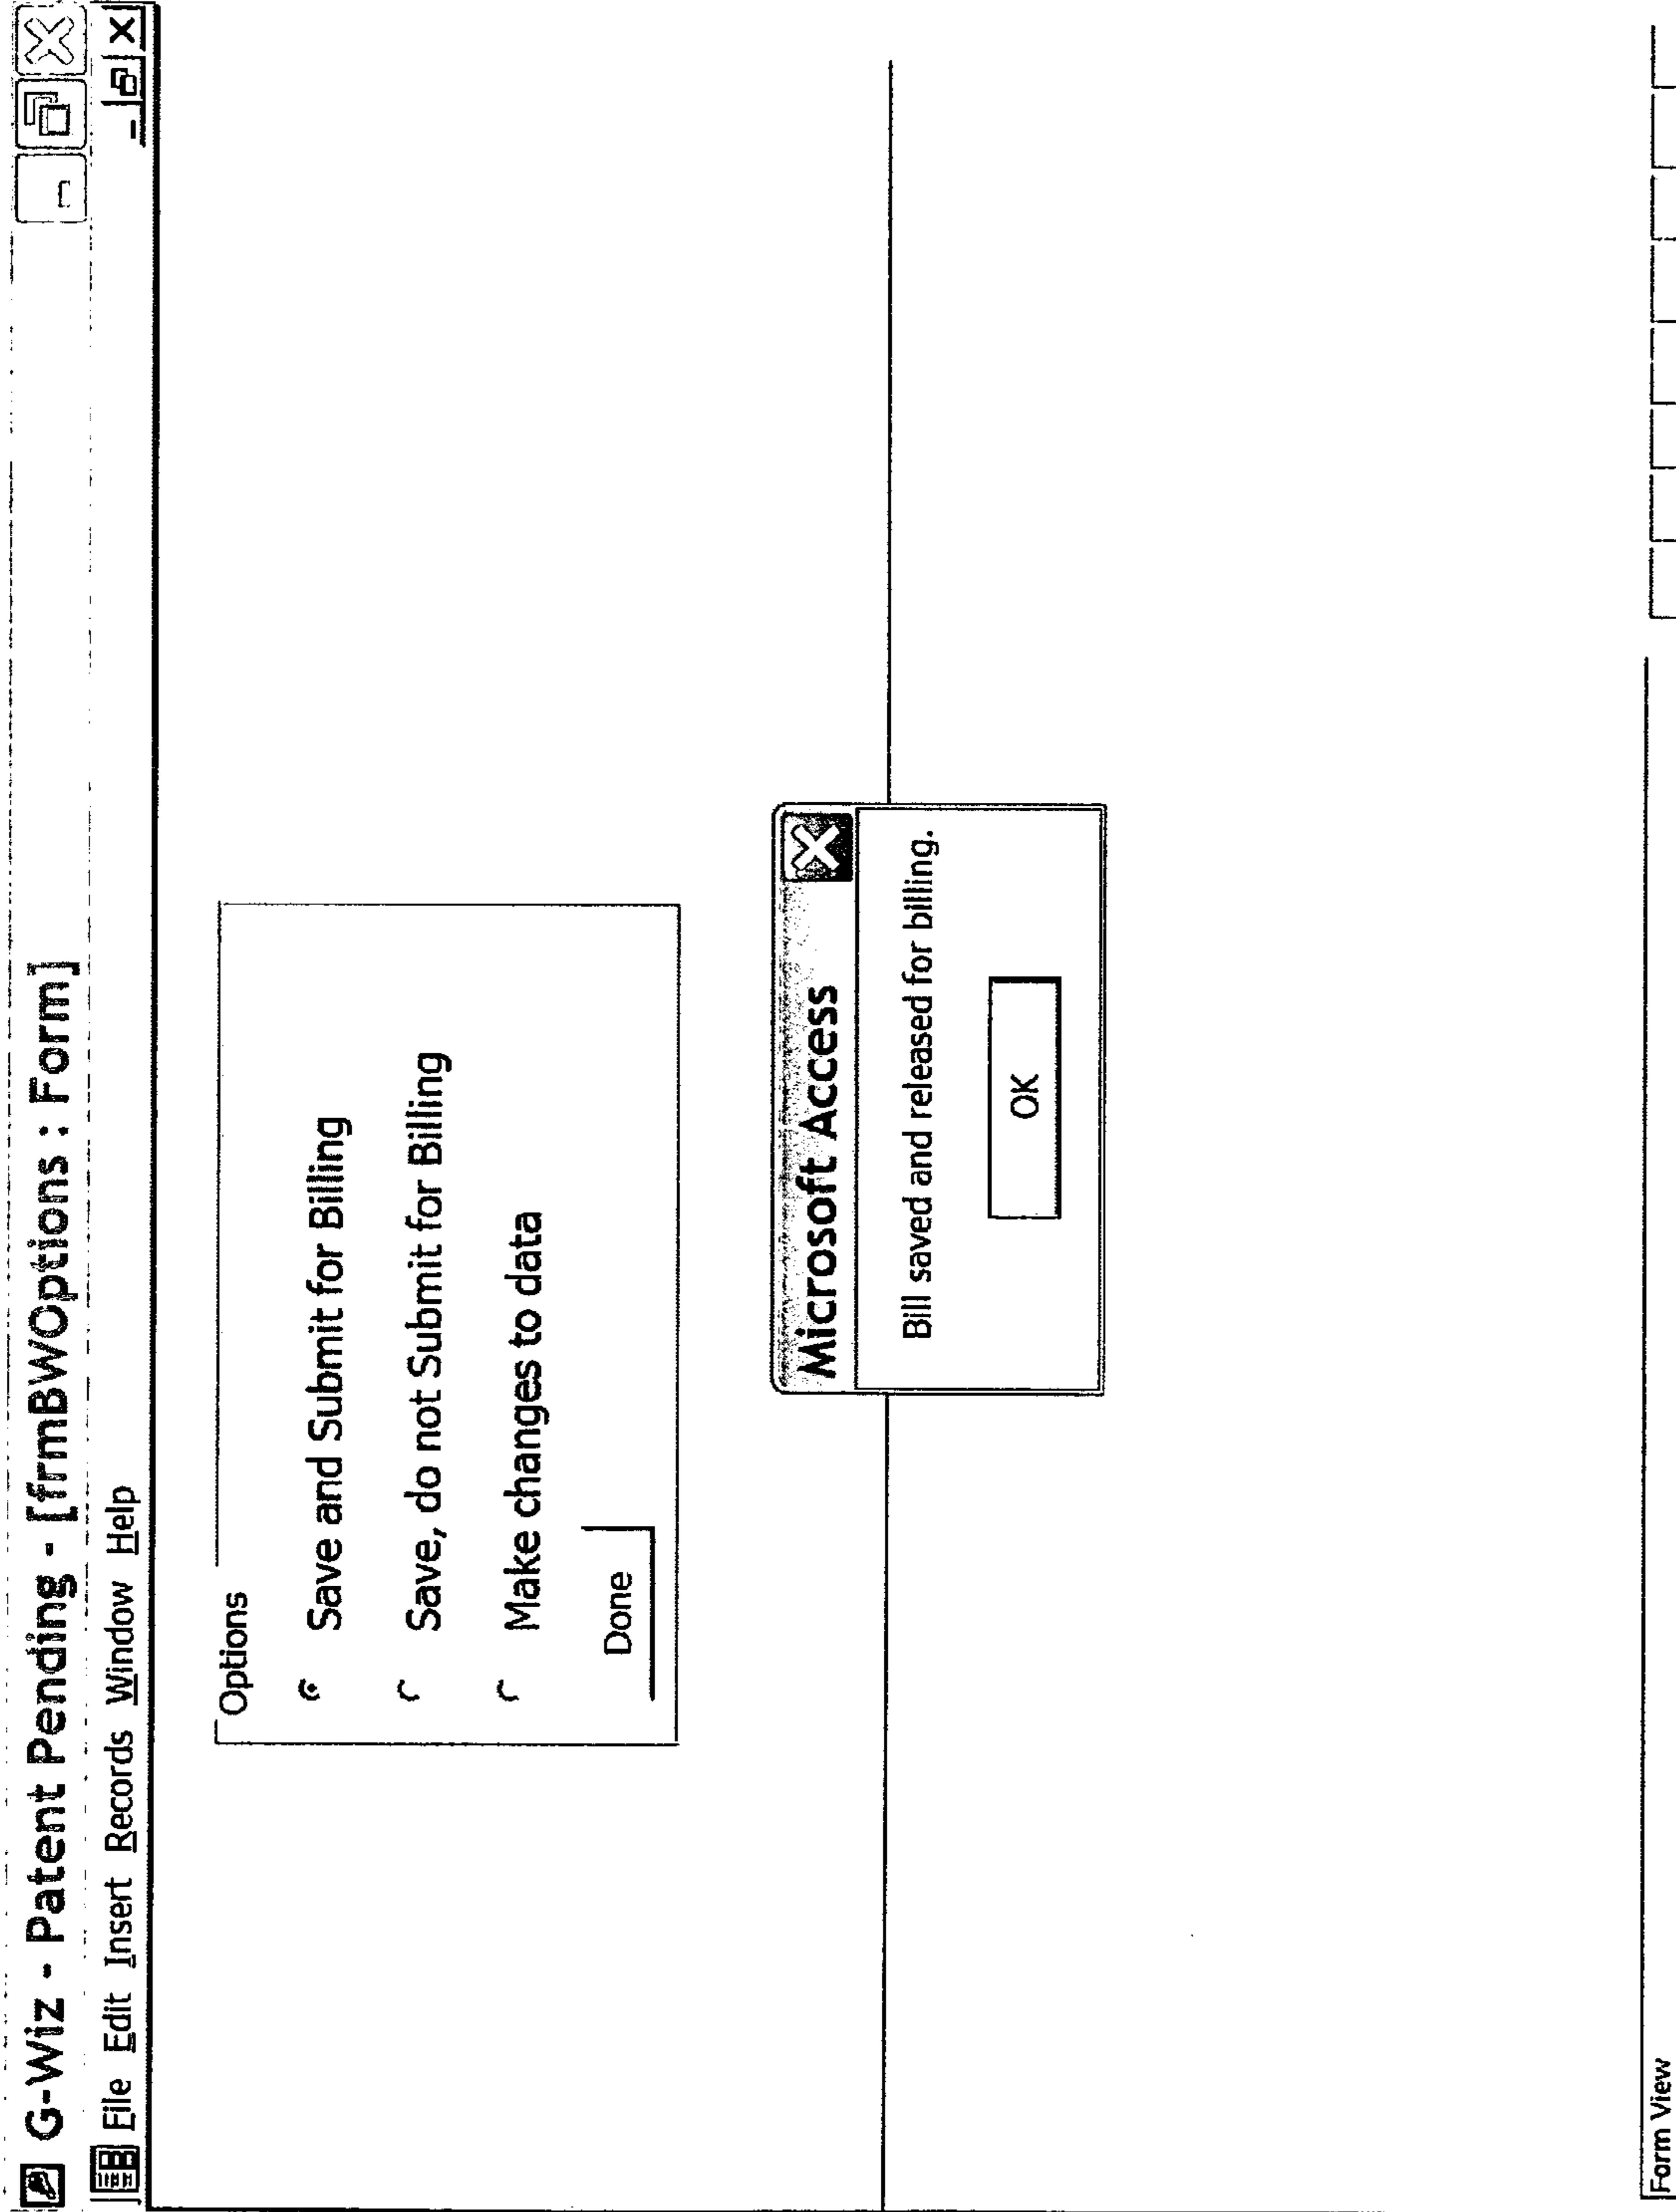 G-Wiz - Patent Pending - [frmBWOptions : Form]
File Edit Insert Records Window Help
Options
Save and Submit for Billing
Save, do not Submit for Billing
Make changes to data
Done
Microsoft Access
Bill saved and released for billing.
OK
Form View